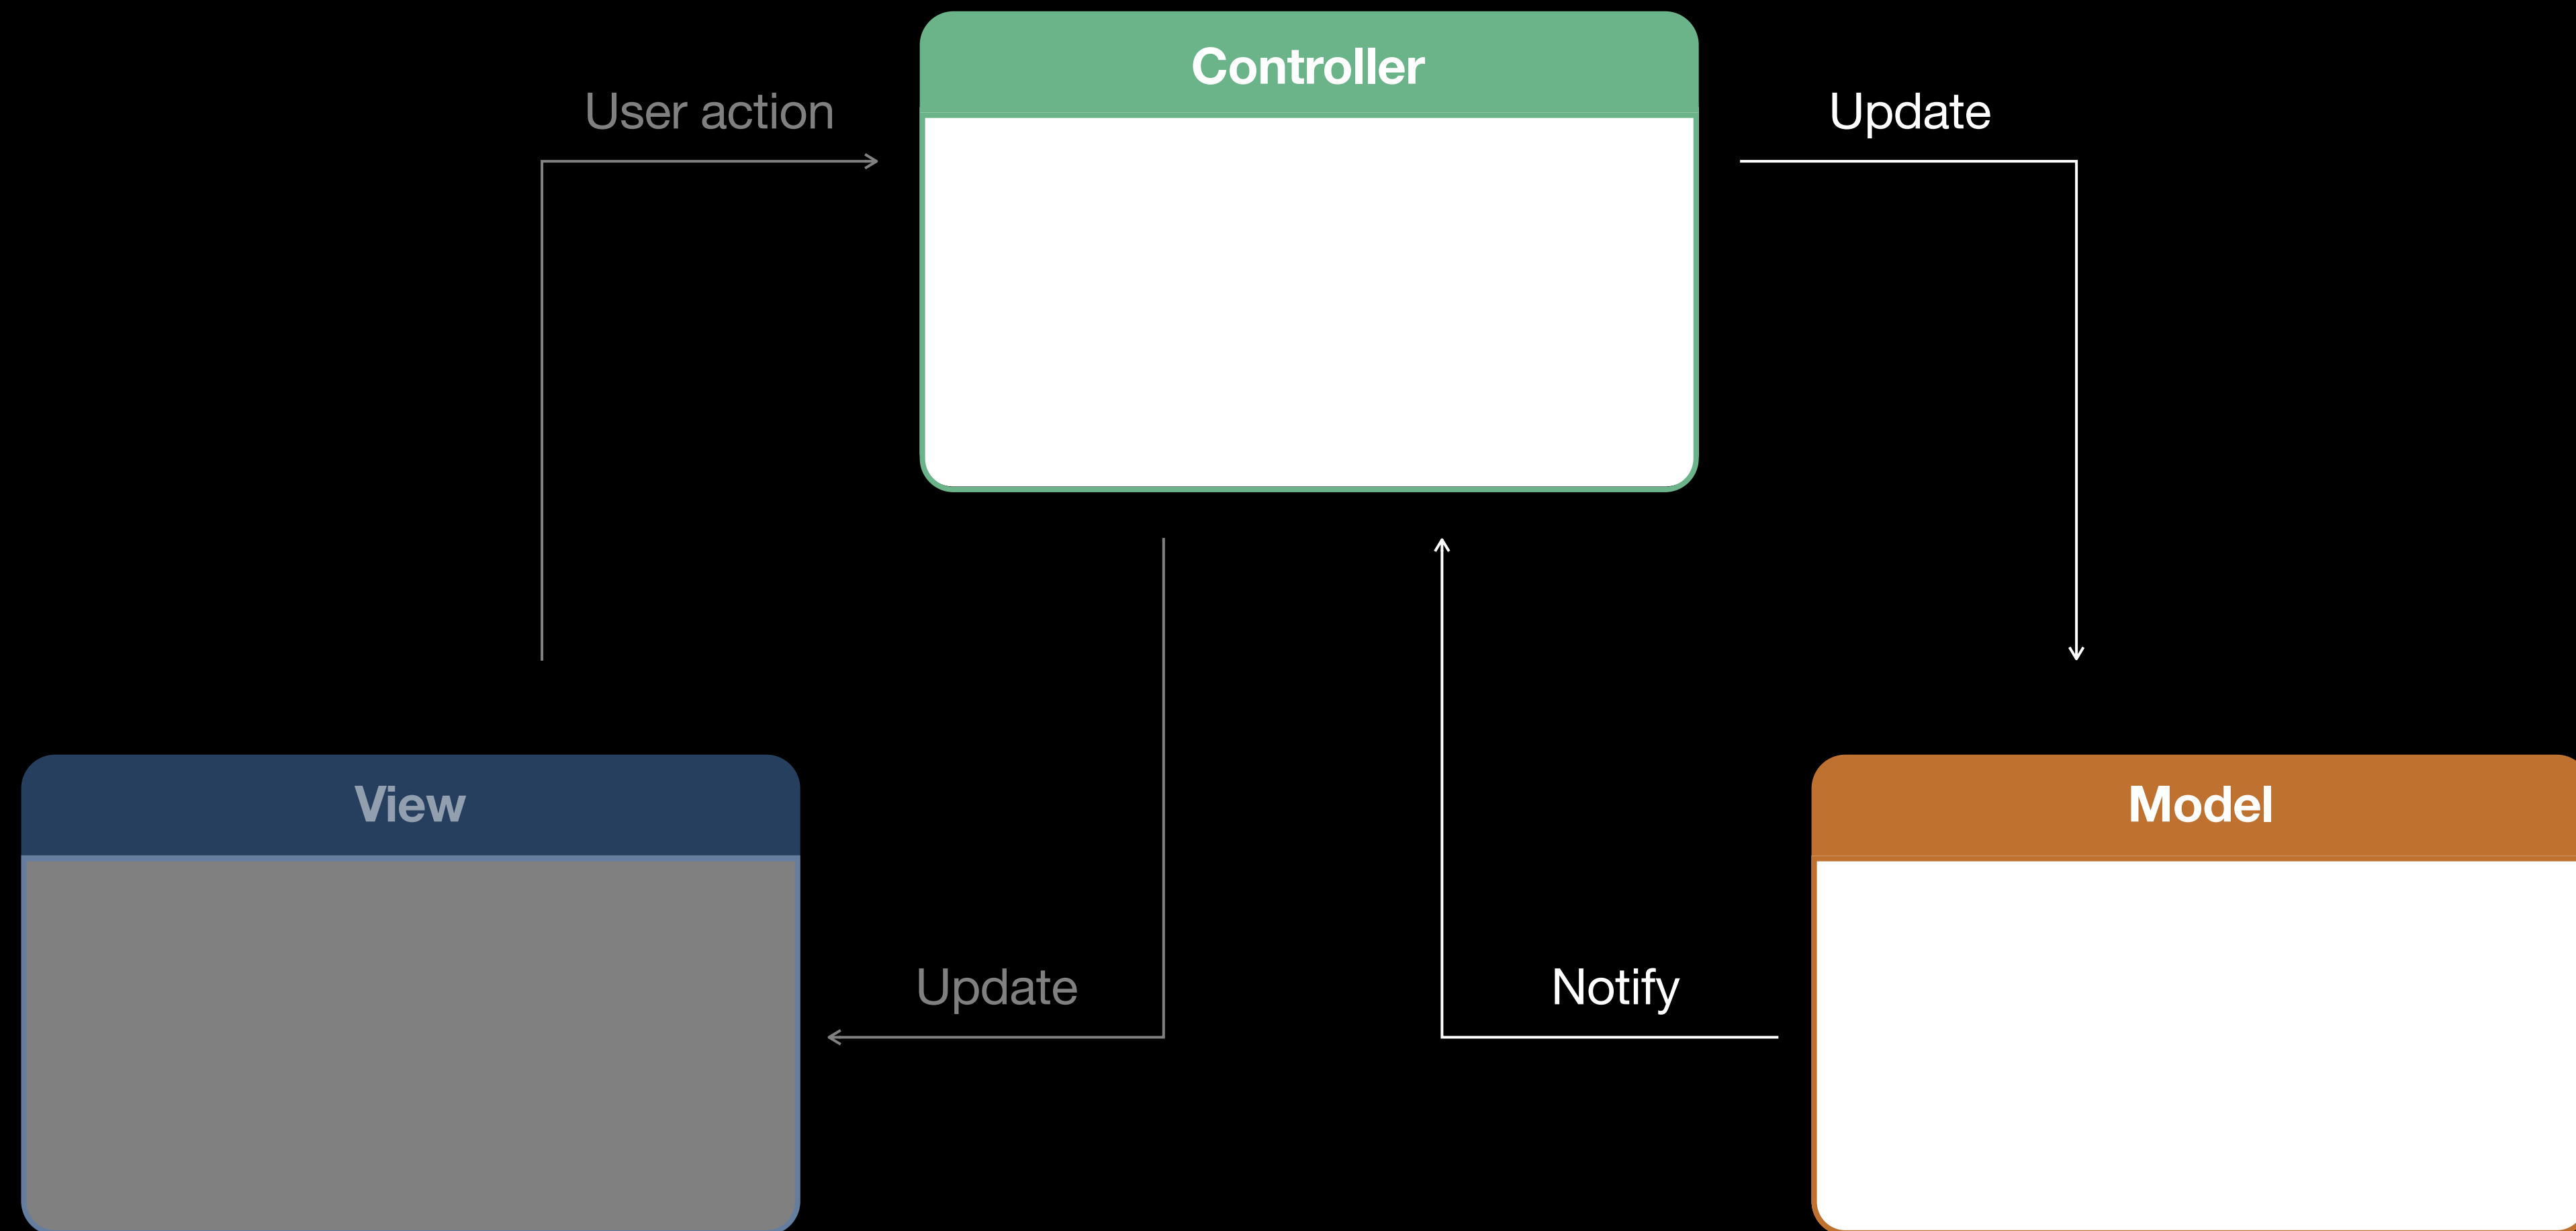 Controller
User action
Update
View
Model
Update
Notify